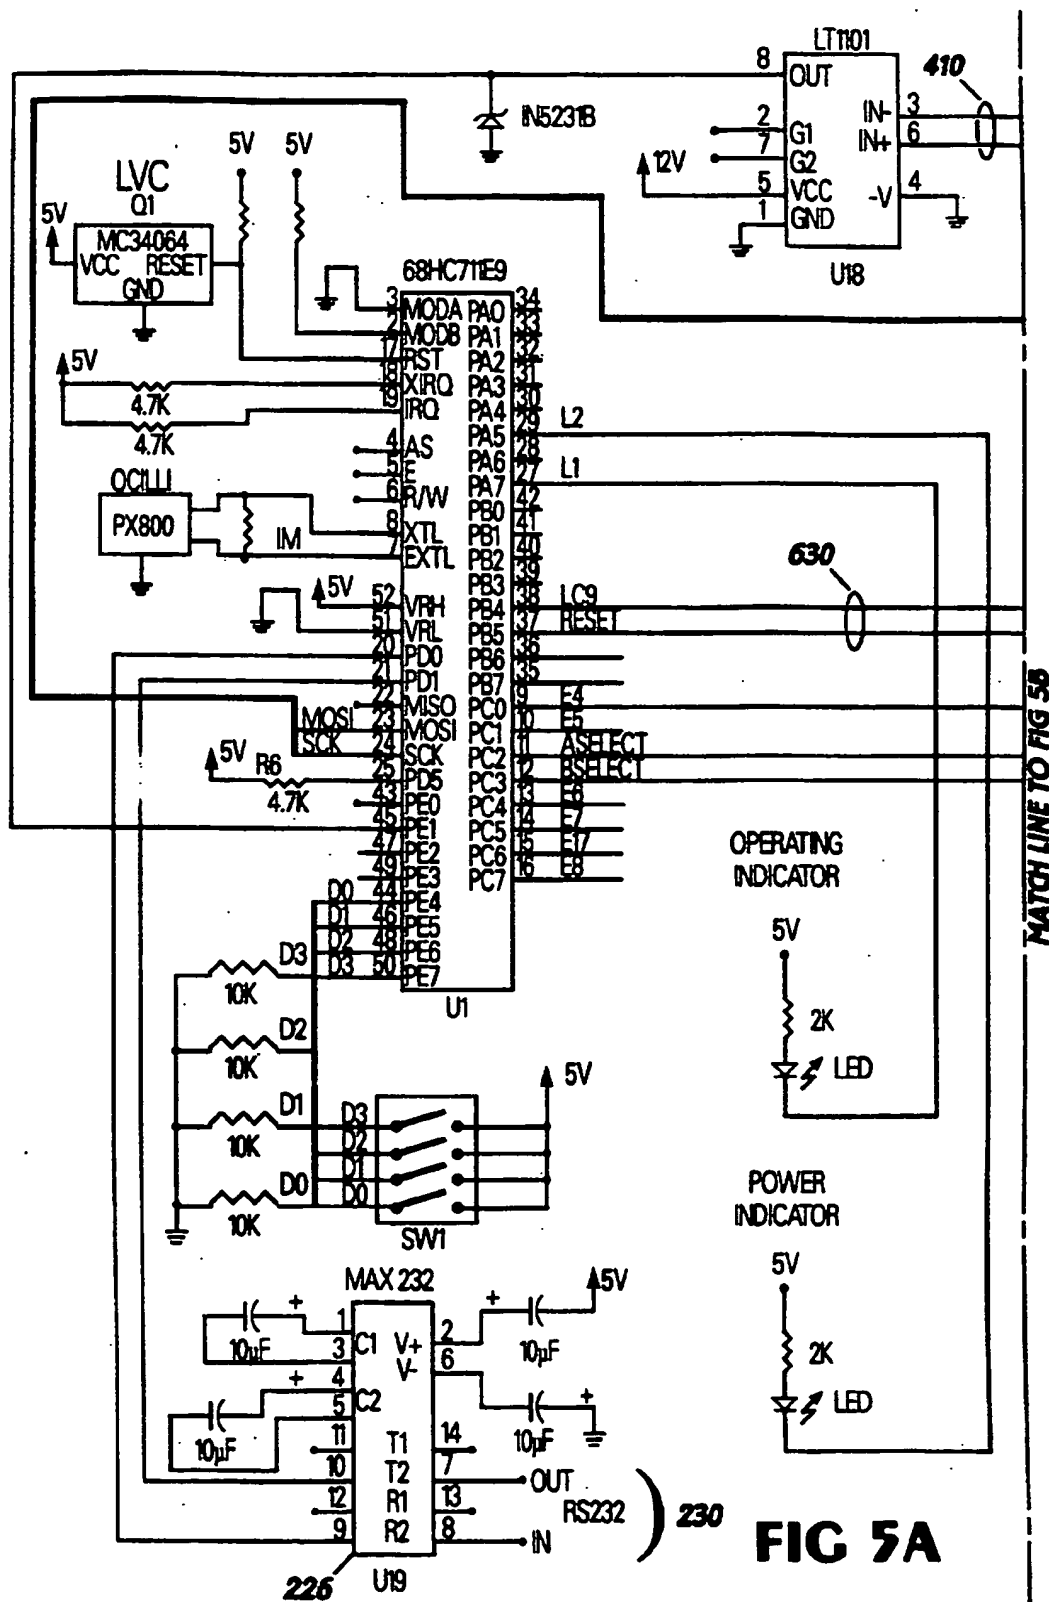 LT1101
8 OUT
410
IN- 3
IN+ 6
2 G1
7 G2
5 VCC
1 GND
-V 4
12V
U18
IN5231B
5V 5V
LVC
Q1
5V
MC34064
VCC RESET
GND
68HC711E9
3 MODA
2 MODB
17 RST
18 XIRQ
19 IRQ
4 AS
5 E
6 R/W
8 XTL
7 EXTL
52 VRH
51 VRL
20 PD0
21 PD1
22 MISO
MOSI 23 MOSI
SCK 24 SCK
25 PD5
43 PE0
45 PE1
47 PE2
49 PE3
D0 44 PE4
D1 46 PE5
D2 48 PE6
D3 50 PE7
PA0 34
PA1 33
PA2 32
PA3 31
PA4 30
PA5 29 L2
PA6 28
PA7 27 L1
PB0 42
PB1 41
PB2 40
PB3 39
PB4 38 LC9
PB5 37 RESET
PB6 36
PB7 35
PC0 9 E4
PC1 10 E5
PC2 11 ASELECT
PC3 12 BSELECT
PC4 13 E6
PC5 14 E7
PC6 15 E17
PC7 16 E8
U1
5V
4.7K
4.7K
OCILLI
PX800
IM
5V
5V R6
4.7K
630
MATCH LINE TO FIG 5B
OPERATING
INDICATOR
5V
2K
LED
POWER
INDICATOR
5V
2K
LED
D3
10K
D2
10K
D1
10K
D0
10K
D3
D2
D1
D0
5V
SW1
MAX 232
+ 10µF
1
3 C1
+ 10µF
4
5 C2
V+ 2
V- 6
+ 10µF 5V
10µF +
11 T1 14
10 T2 7 OUT
12 R1 13
9 R2 8 IN
RS232
230
226
U19
FIG 5A